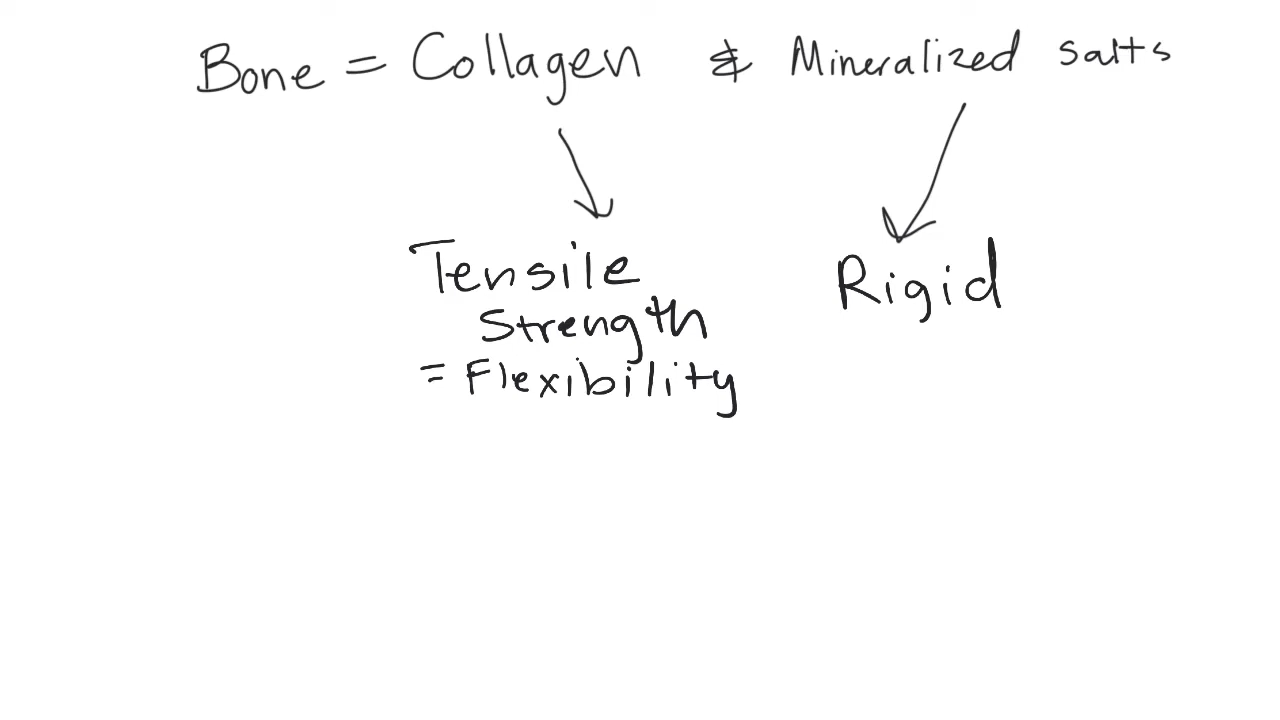 Bone = Collagen & Mineralized salts
Tensile
Strength
= Flexibility
Rigid